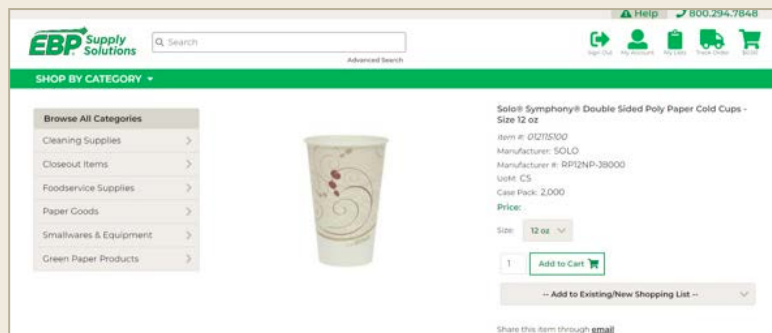 Help 800.294.7848
EBP Supply Solutions
Search
Advanced Search
Sign Out My Account My Lists Track Order $0.00
SHOP BY CATEGORY
Browse All Categories
Cleaning Supplies
Closeout Items
Foodservice Supplies
Paper Goods
Smallwares & Equipment
Green Paper Products
Solo® Symphony® Double Sided Poly Paper Cold Cups -
Size 12 oz
Item #: 012115100
Manufacturer: SOLO
Manufacturer #: RP12NP-J8000
UoM: CS
Case Pack: 2,000
Price:
Size: 12 oz
1 Add to Cart
-- Add to Existing/New Shopping List --
Share this item through email